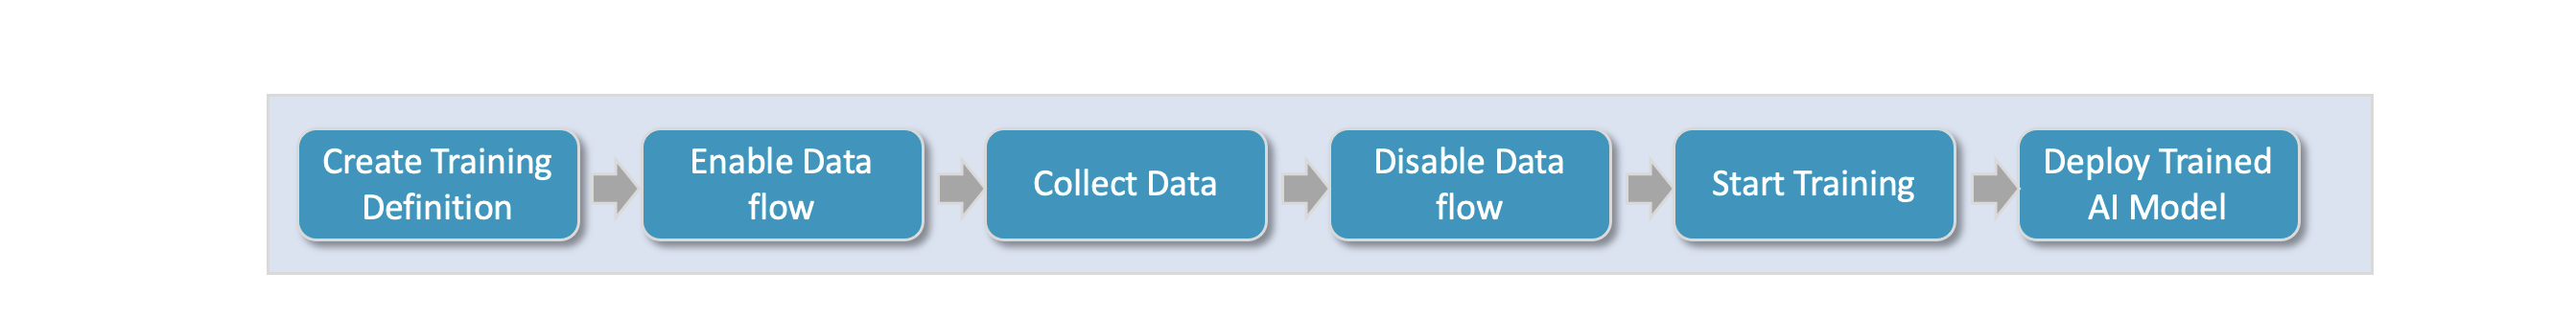 Create Training
Definition
Enable Data
flow
Collect Data
Disable Data
flow
Start Training
Deploy Trained
AI Model